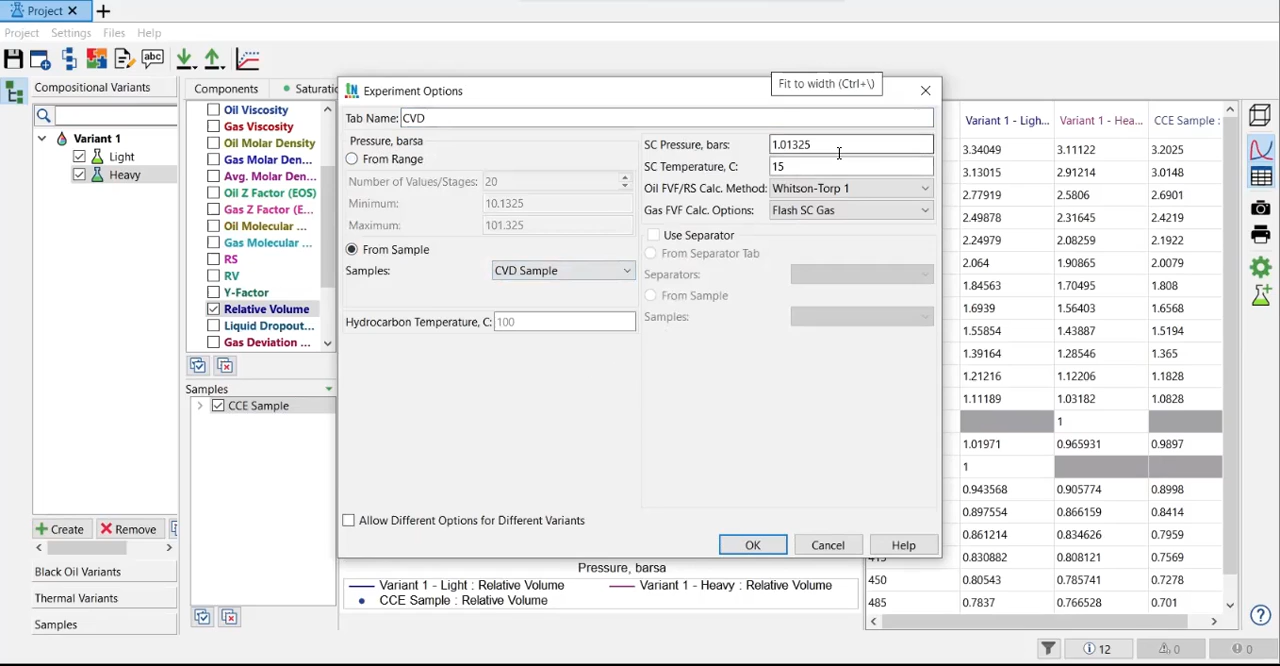 Project
Project Settings Files Help
abc
Fit to width (Ctrl+\)
Compositional Variants
Components
Saturatio
Variant 1
Light
Heavy
Create
Remove
Black Oil Variants
Thermal Variants
Samples
Oil Viscosity
Gas Viscosity
Oil Molar Density
Gas Molar Den...
Avg. Molar Den...
Oil Z Factor (EOS)
Gas Z Factor (E...
Oil Molecular ...
Gas Molecular ...
RS
RV
Y-Factor
Relative Volume
Liquid Dropout...
Gas Deviation ...
Samples
CCE Sample
Experiment Options
Tab Name: CVD
Pressure, barsa
From Range
Number of Values/Stages: 20
Minimum: 10.1325
Maximum: 101.325
From Sample
Samples: CVD Sample
Hydrocarbon Temperature, C: 100
SC Pressure, bars: 1.01325
SC Temperature, C: 15
Oil FVF/RS Calc. Method: Whitson-Torp 1
Gas FVF Calc. Options: Flash SC Gas
Use Separator
From Separator Tab
Separators:
From Sample
Samples:
Allow Different Options for Different Variants
OK Cancel Help
Pressure, barsa
Variant 1 - Light : Relative Volume
Variant 1 - Heavy : Relative Volume
CCE Sample : Relative Volume
Variant 1 - Ligh... Variant 1 - Hea... CCE Sample :
3.34049 3.11122 3.2025
3.13015 2.91214 3.0148
2.77919 2.5806 2.6901
2.49878 2.31645 2.4219
2.24979 2.08259 2.1922
2.064 1.90865 2.0079
1.84563 1.70495 1.808
1.6939 1.56403 1.6568
1.55854 1.43887 1.5194
1.39164 1.28546 1.365
1.21216 1.12206 1.1828
1.11189 1.03182 1.0828
1
1.01971 0.965931 0.9897
1
0.943568 0.905774 0.8998
0.897554 0.866159 0.8414
0.861214 0.834626 0.7959
0.830882 0.808121 0.7569
450 0.80543 0.785741 0.7278
485 0.7837 0.766528 0.701
12
0
0